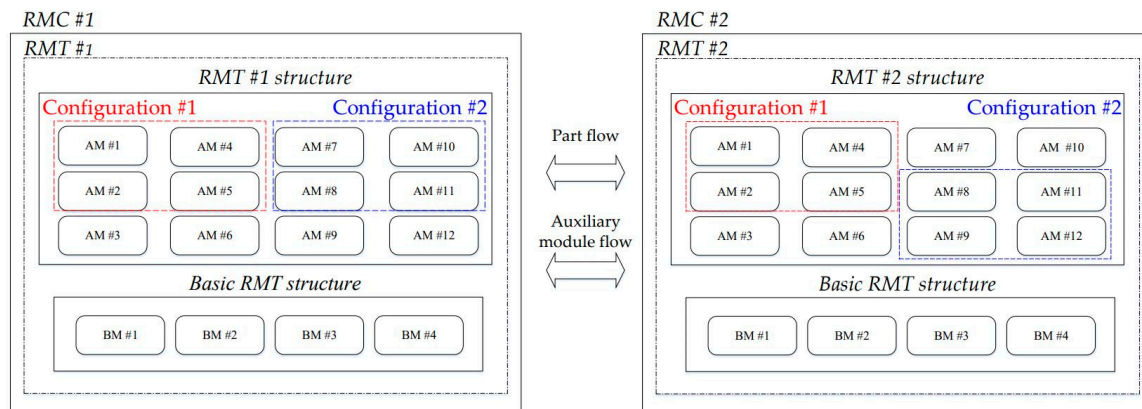 RMC #1
RMT #1
RMT #1 structure
Configuration #1
Configuration #2
AM #1
AM #4
AM #7
AM #10
AM #2
AM #5
AM #8
AM #11
AM #3
AM #6
AM #9
AM #12
Basic RMT structure
BM #1
BM #2
BM #3
BM #4
Part flow
Auxiliary
module flow
RMC #2
RMT #2
RMT #2 structure
Configuration #1
Configuration #2
AM #1
AM #4
AM #7
AM #10
AM #2
AM #5
AM #8
AM #11
AM #3
AM #6
AM #9
AM #12
Basic RMT structure
BM #1
BM #2
BM #3
BM #4